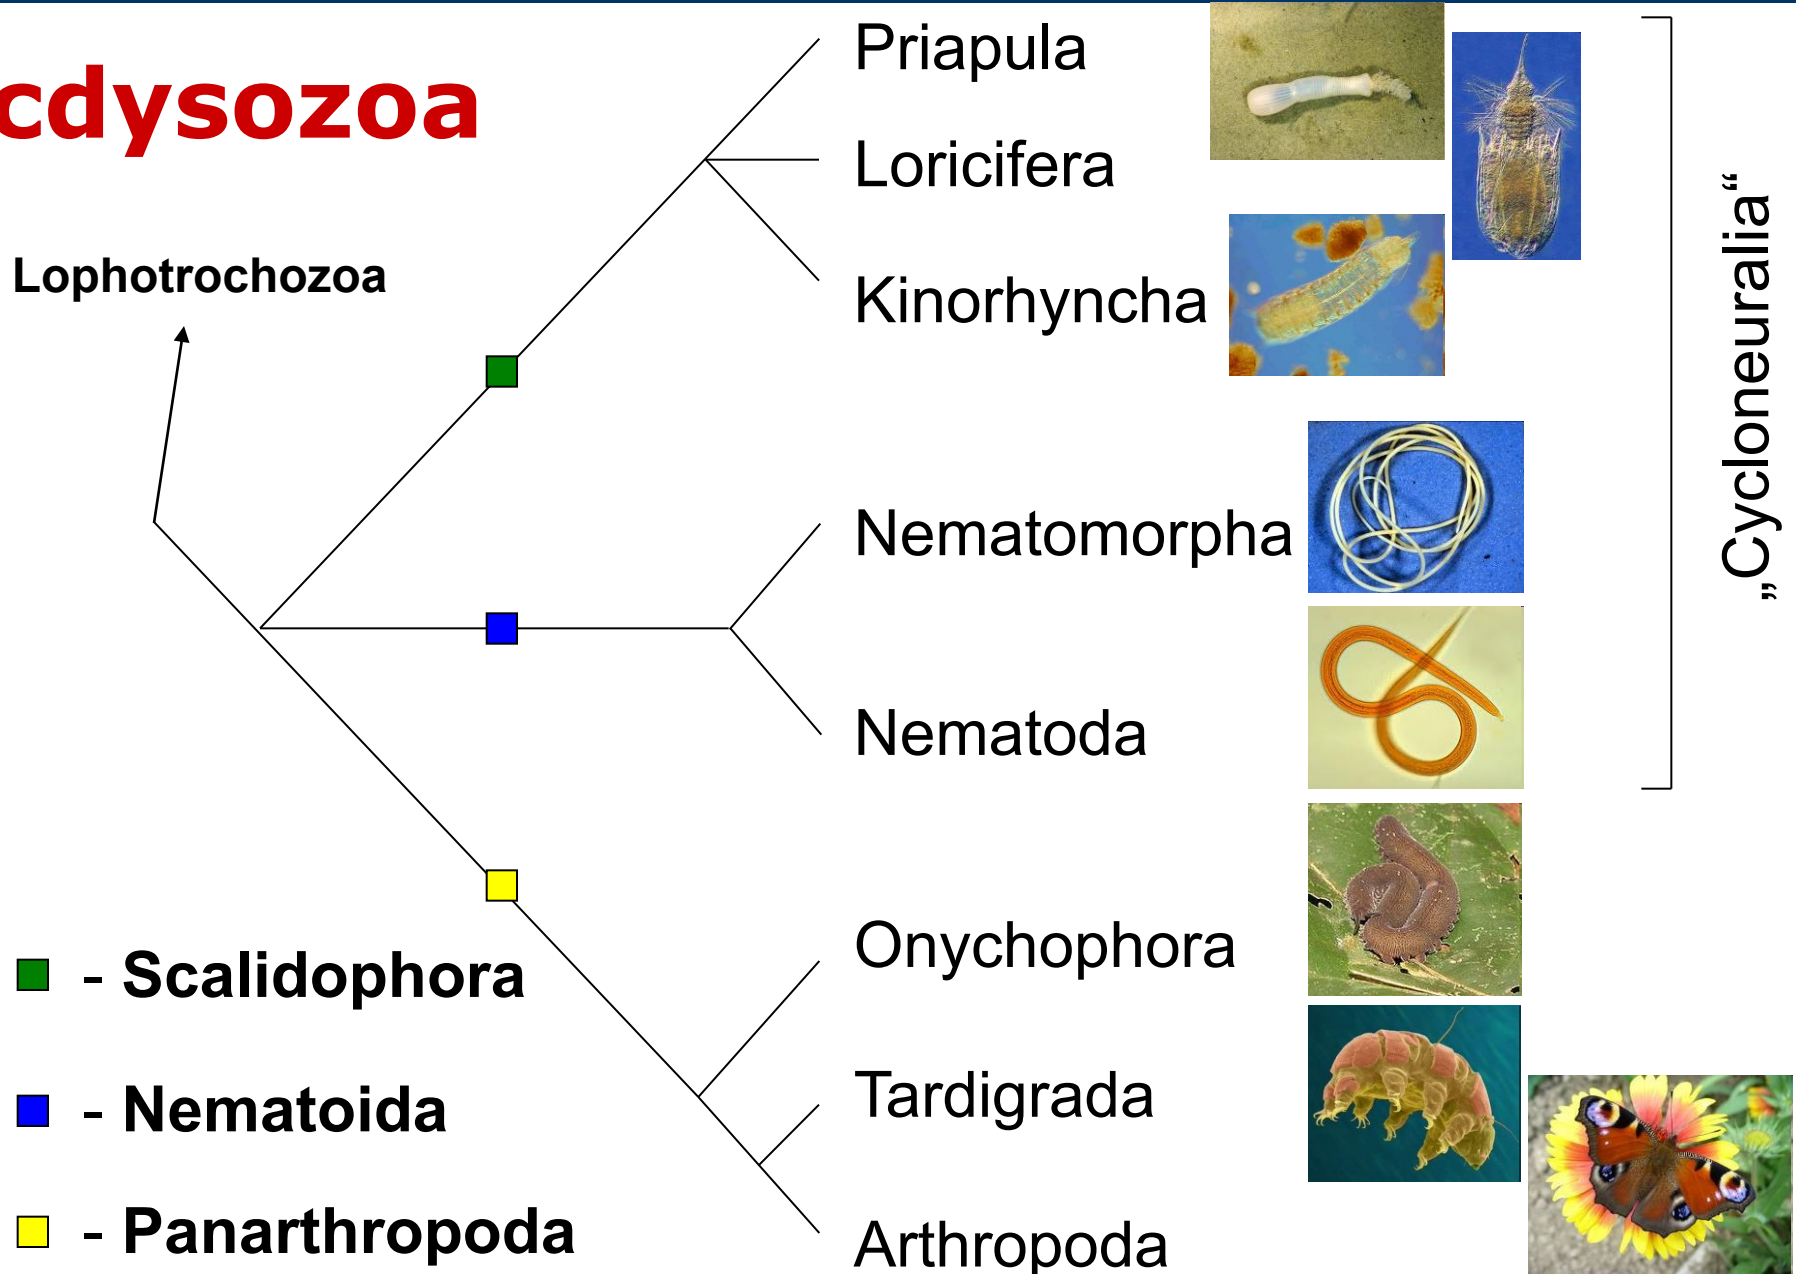 cdysozoa
Lophotrochozoa
Priapula
Loricifera
Kinorhyncha
Nematomorpha
Nematoda
Onychophora
Tardigrada
Arthropoda
„Cycloneuralia“
- Scalidophora
- Nematoida
- Panarthropoda